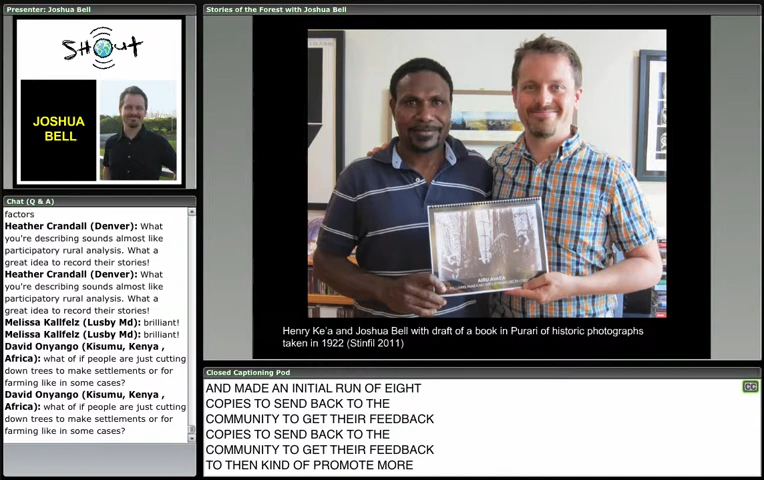 Presenter: Joshua Bell
SHOUT
JOSHUA
BELL
Chat (Q & A)
factors
Heather Crandall (Denver): What
you're describing sounds almost like
participatory rural analysis. What a
great idea to record their stories!
Heather Crandall (Denver): What
you're describing sounds almost like
participatory rural analysis. What a
great idea to record their stories!
Melissa Kallfelz (Lusby Md): brilliant!
Melissa Kallfelz (Lusby Md): brilliant!
David Onyango (Kisumu, Kenya ,
Africa): what of if people are just cutting
down trees to make settlements or for
farming like in some cases?
David Onyango (Kisumu, Kenya ,
Africa): what of if people are just cutting
down trees to make settlements or for
farming like in some cases?
Stories of the Forest with Joshua Bell
Henry Ke'a and Joshua Bell with draft of a book in Purari of historic photographs
taken in 1922 (Stinfil 2011)
Closed Captioning Pod
AND MADE AN INITIAL RUN OF EIGHT
COPIES TO SEND BACK TO THE
COMMUNITY TO GET THEIR FEEDBACK
COPIES TO SEND BACK TO THE
COMMUNITY TO GET THEIR FEEDBACK
TO THEN KIND OF PROMOTE MORE
CC